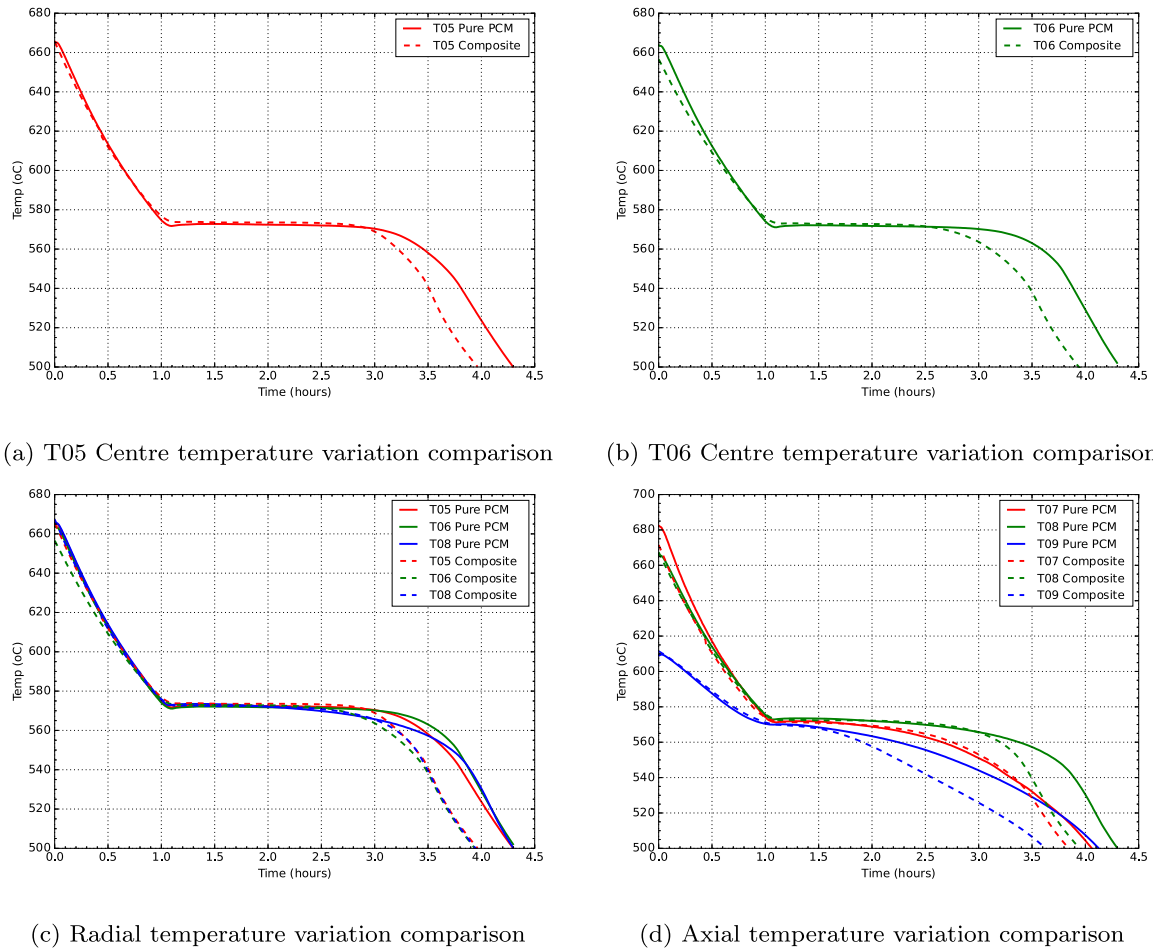 680
660
640
620
600
580
560
540
520
500
Temp (oC)
0.0 0.5 1.0 1.5 2.0 2.5 3.0 3.5 4.0 4.5
Time (hours)
T05 Pure PCM
T05 Composite
(a) T05 Centre temperature variation comparison
680
660
640
620
600
580
560
540
520
500
Temp (oC)
0.0 0.5 1.0 1.5 2.0 2.5 3.0 3.5 4.0 4.5
Time (hours)
T06 Pure PCM
T06 Composite
(b) T06 Centre temperature variation comparison
680
660
640
620
600
580
560
540
520
500
Temp (oC)
0.0 0.5 1.0 1.5 2.0 2.5 3.0 3.5 4.0 4.5
Time (hours)
T05 Pure PCM
T06 Pure PCM
T08 Pure PCM
T05 Composite
T06 Composite
T08 Composite
(c) Radial temperature variation comparison
700
680
660
640
620
600
580
560
540
520
500
Temp (oC)
0.0 0.5 1.0 1.5 2.0 2.5 3.0 3.5 4.0 4.5
Time (hours)
T07 Pure PCM
T08 Pure PCM
T09 Pure PCM
T07 Composite
T08 Composite
T09 Composite
(d) Axial temperature variation comparison